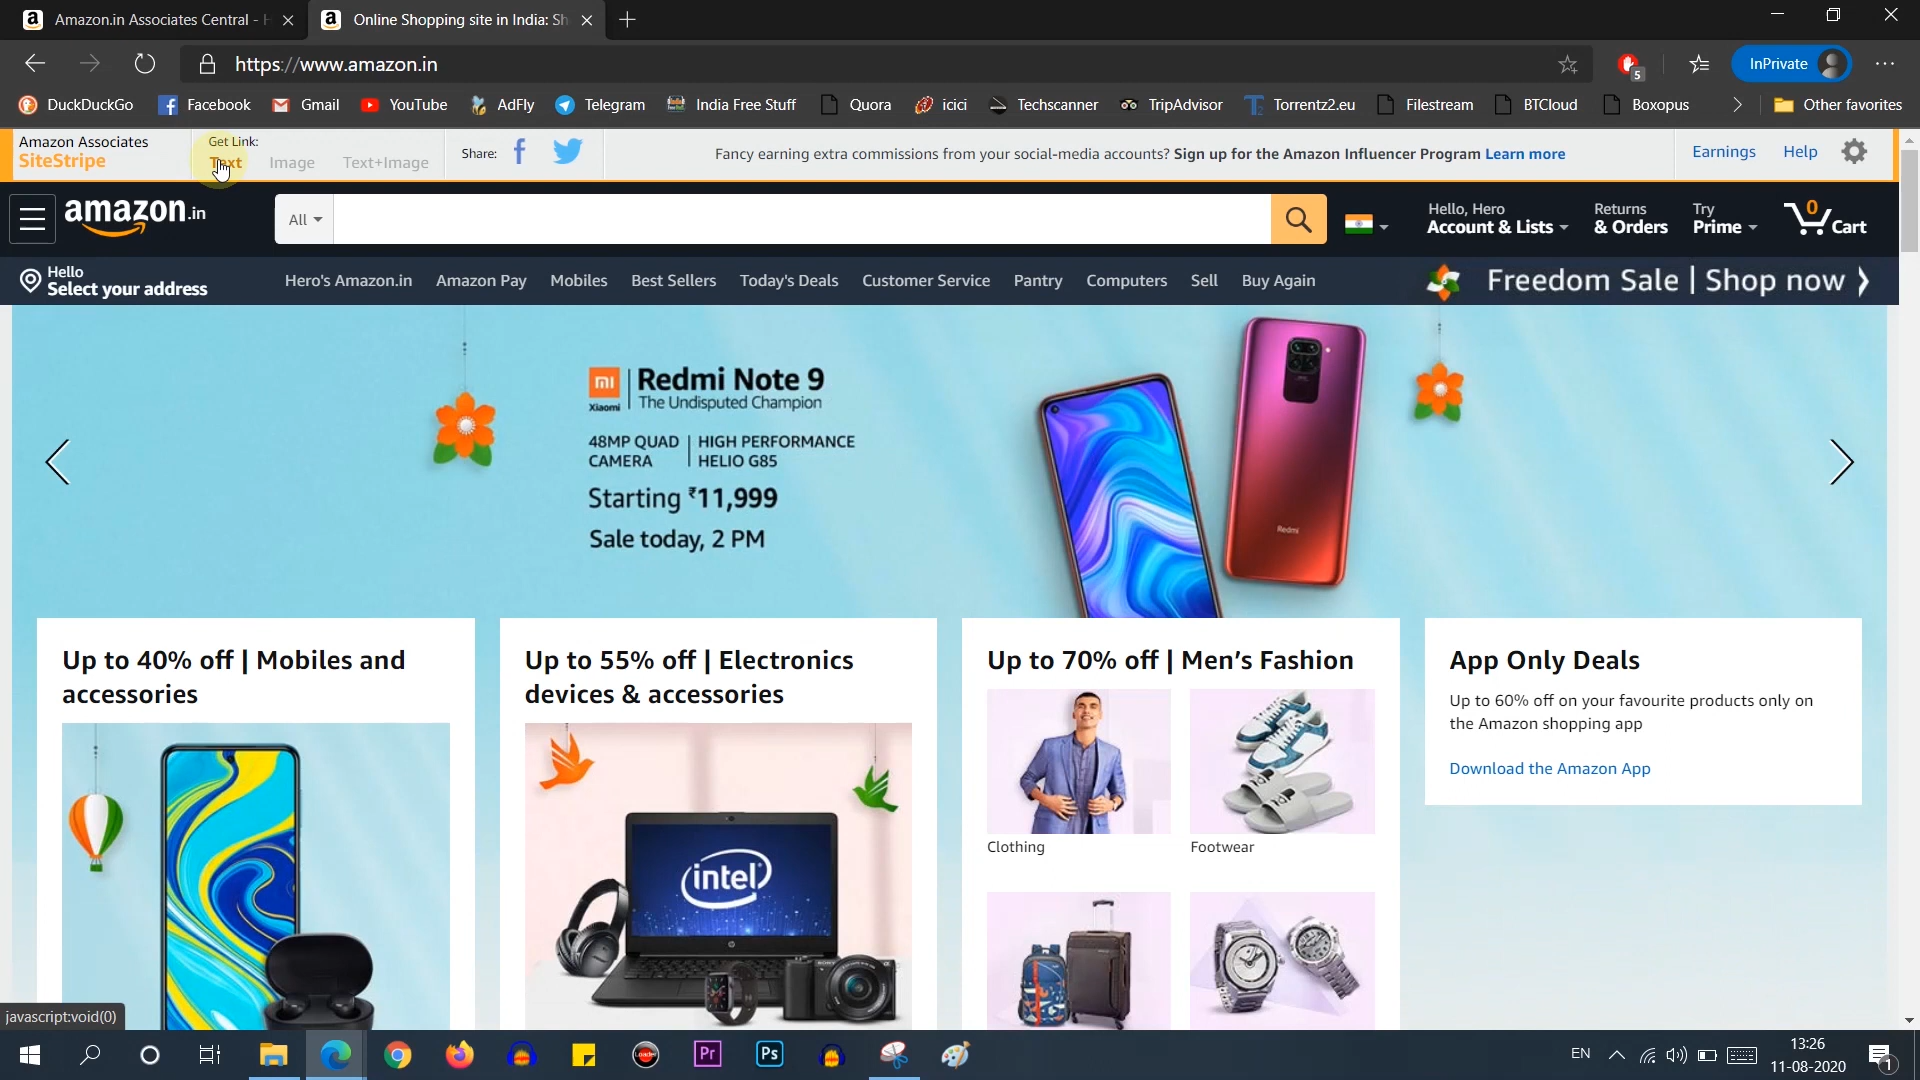 Amazon.in Associates Central - H
Online Shopping site in India: Sh
https://www.amazon.in
5
InPrivate
DuckDuckGo
Facebook
Gmail
YouTube
AdFly
Telegram
India Free Stuff
Quora
icici
Techscanner
TripAdvisor
Torrentz2.eu
Filestream
BTCloud
Boxopus
Other favorites
Amazon Associates
SiteStripe
Get Link:
Text
Image
Text+Image
Share:
Fancy earning extra commissions from your social-media accounts? Sign up for the Amazon Influencer Program Learn more
Earnings
Help
amazon.in
All
Hello, Hero
Account & Lists
Returns
& Orders
Try
Prime
0
Cart
Hello
Select your address
Hero's Amazon.in
Amazon Pay
Mobiles
Best Sellers
Today's Deals
Customer Service
Pantry
Computers
Sell
Buy Again
Freedom Sale | Shop now
mi
Xiaomi
Redmi Note 9
The Undisputed Champion
48MP QUAD
CAMERA
HIGH PERFORMANCE
HELIO G85
Starting ₹11,999
Sale today, 2 PM
Redmi
Up to 40% off | Mobiles and
accessories
Up to 55% off | Electronics
devices & accessories
intel
SONY
Up to 70% off | Men's Fashion
Clothing
Footwear
App Only Deals
Up to 60% off on your favourite products only on
the Amazon shopping app
Download the Amazon App
javascript:void(0)
Loader
Pr
Ps
EN
13:26
11-08-2020
1